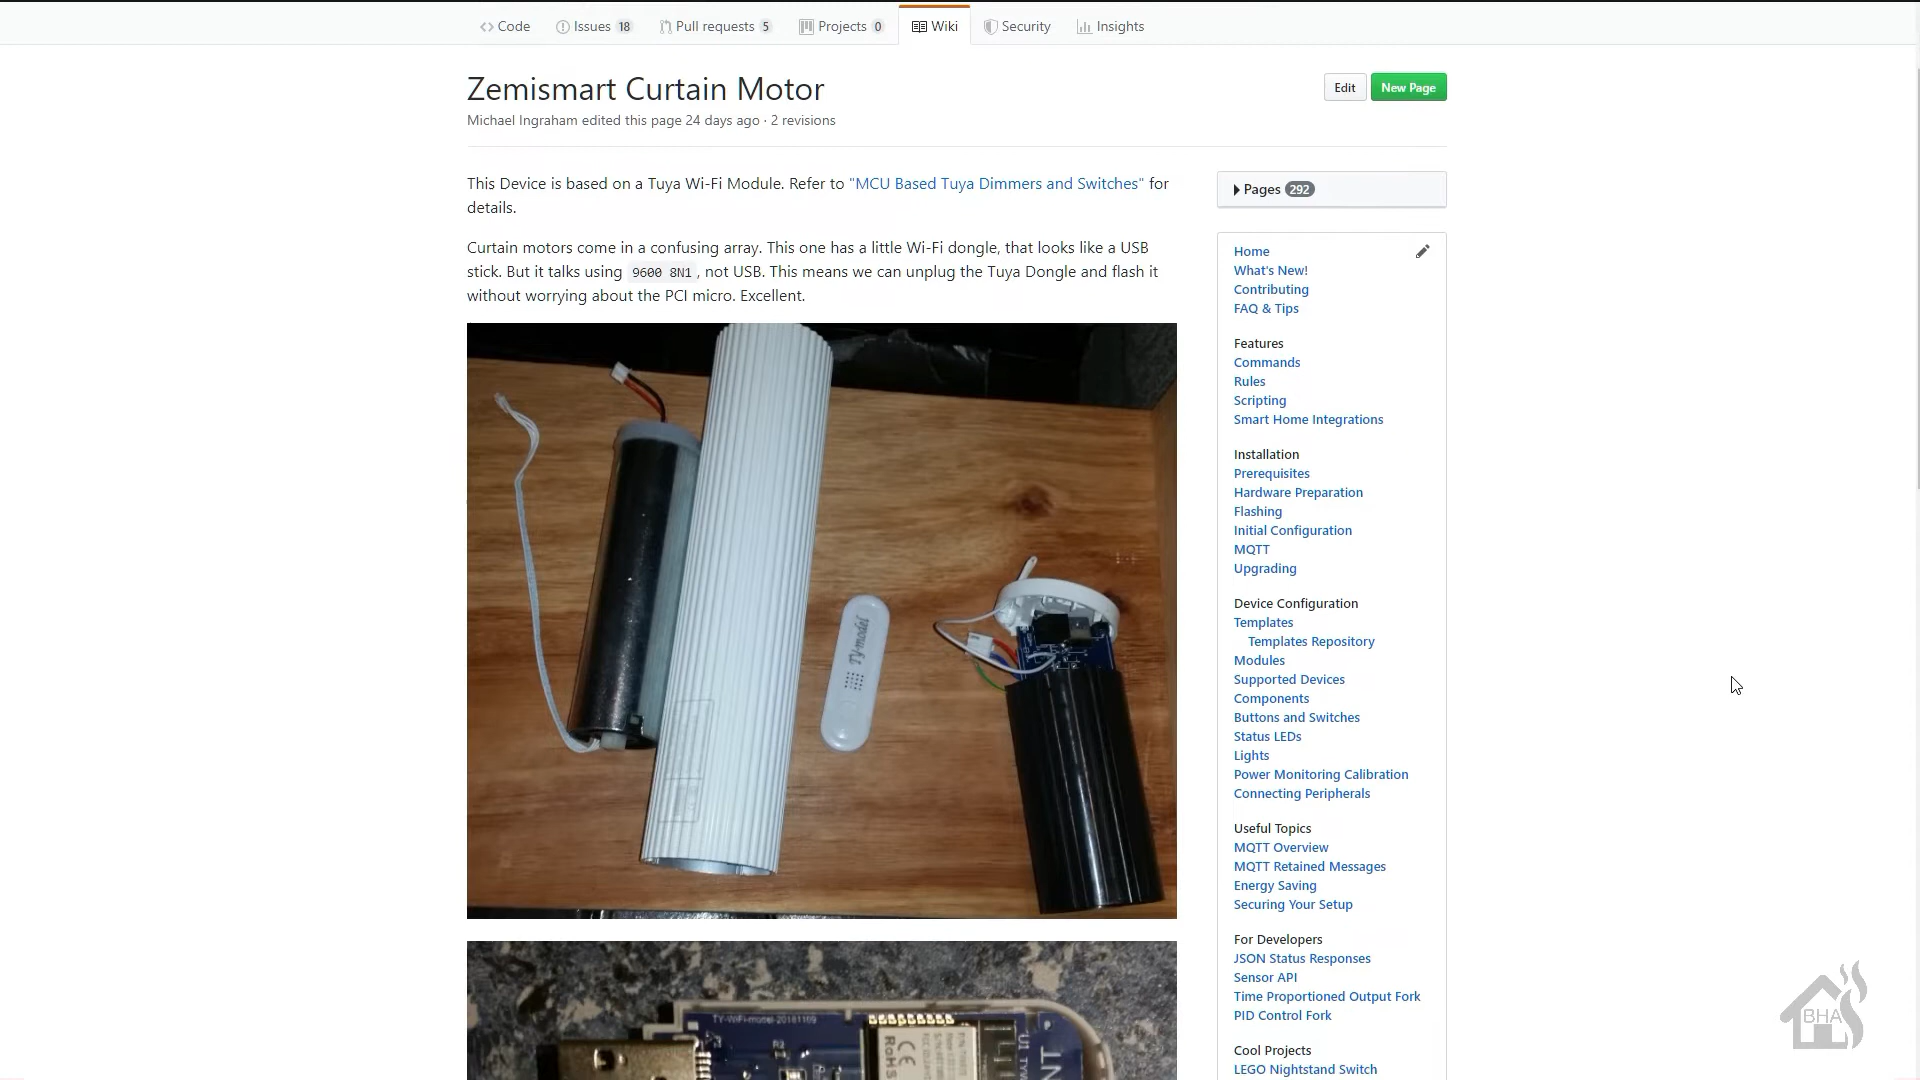 Code
Issues 18
Pull requests 5
Projects 0
Wiki
Security
Insights
Zemismart Curtain Motor
Edit
New Page
Michael Ingraham edited this page 24 days ago · 2 revisions
This Device is based on a Tuya Wi-Fi Module. Refer to "MCU Based Tuya Dimmers and Switches" for
details.
Curtain motors come in a confusing array. This one has a little Wi-Fi dongle, that looks like a USB
stick. But it talks using 9600 8N1 , not USB. This means we can unplug the Tuya Dongle and flash it
without worrying about the PCI micro. Excellent.
TY-model
TY-WiFi-model-20181109
CE
U1
Pages 292
Home
What's New!
Contributing
FAQ & Tips
Features
Commands
Rules
Scripting
Smart Home Integrations
Installation
Prerequisites
Hardware Preparation
Flashing
Initial Configuration
MQTT
Upgrading
Device Configuration
Templates
Templates Repository
Modules
Supported Devices
Components
Buttons and Switches
Status LEDs
Lights
Power Monitoring Calibration
Connecting Peripherals
Useful Topics
MQTT Overview
MQTT Retained Messages
Energy Saving
Securing Your Setup
For Developers
JSON Status Responses
Sensor API
Time Proportioned Output Fork
PID Control Fork
Cool Projects
LEGO Nightstand Switch
BHA